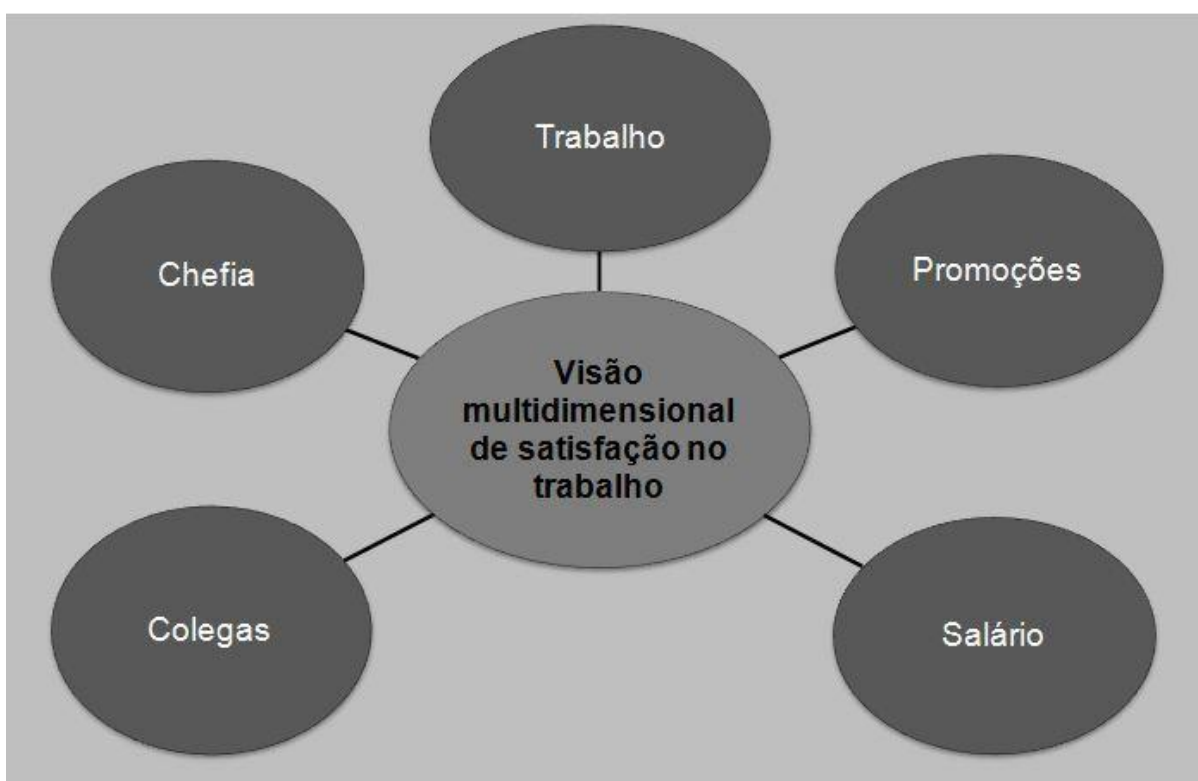 Trabalho
Chefia
Promoções
Visão
multidimensional
de satisfação no
trabalho
Colegas
Salário